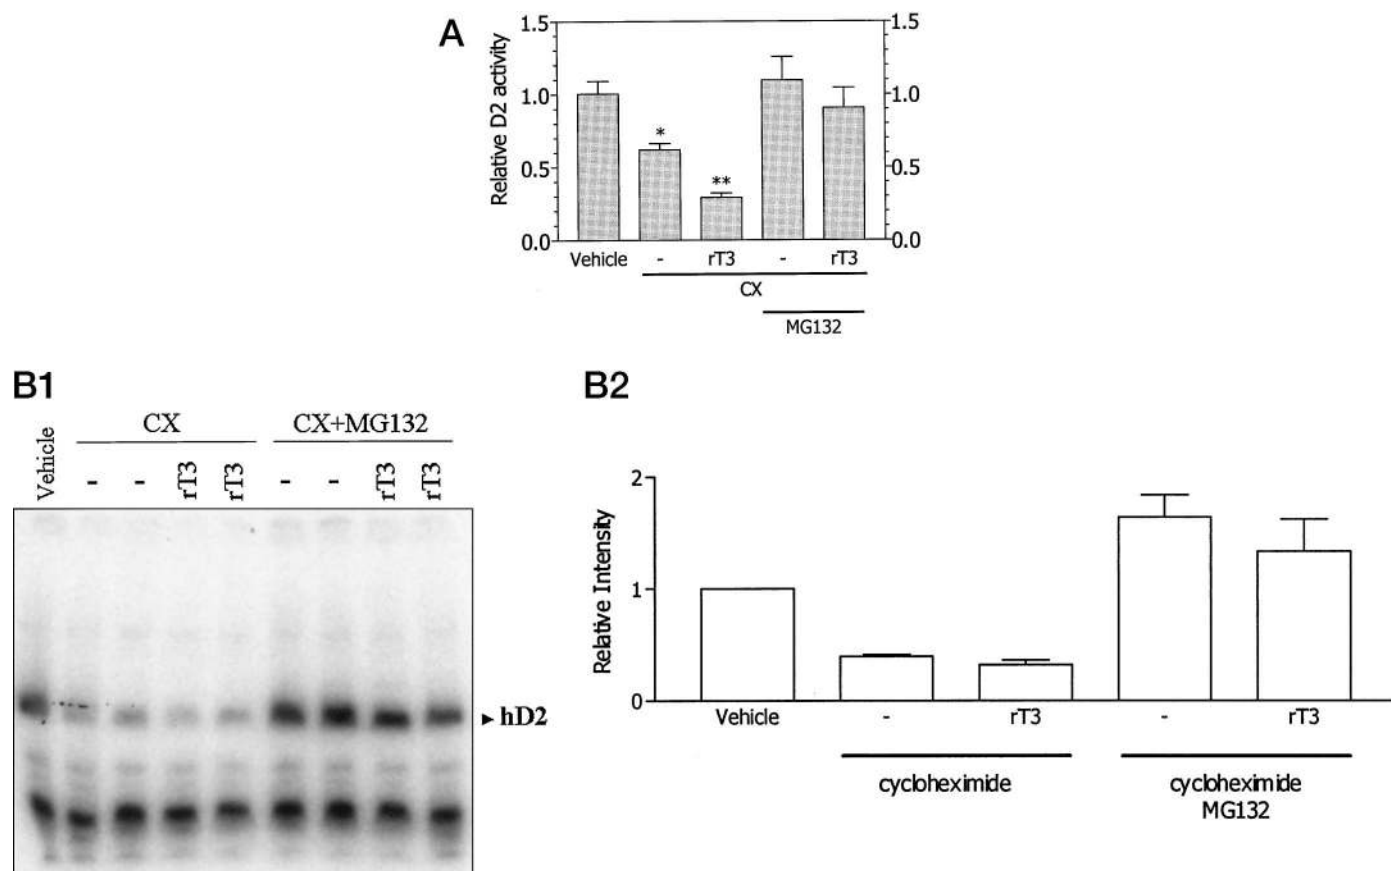 A
Relative D2 activity
1.5
1.0
0.5
0.0
1.5
1.0
0.5
0.0
*
**
Vehicle - rT3 - rT3
CX
MG132
B1
CX CX+MG132
Vehicle - - rT3 rT3 - - rT3 rT3
▸ hD2
B2
Relative Intensity
2
1
0
Vehicle - rT3 - rT3
cycloheximide cycloheximide
MG132